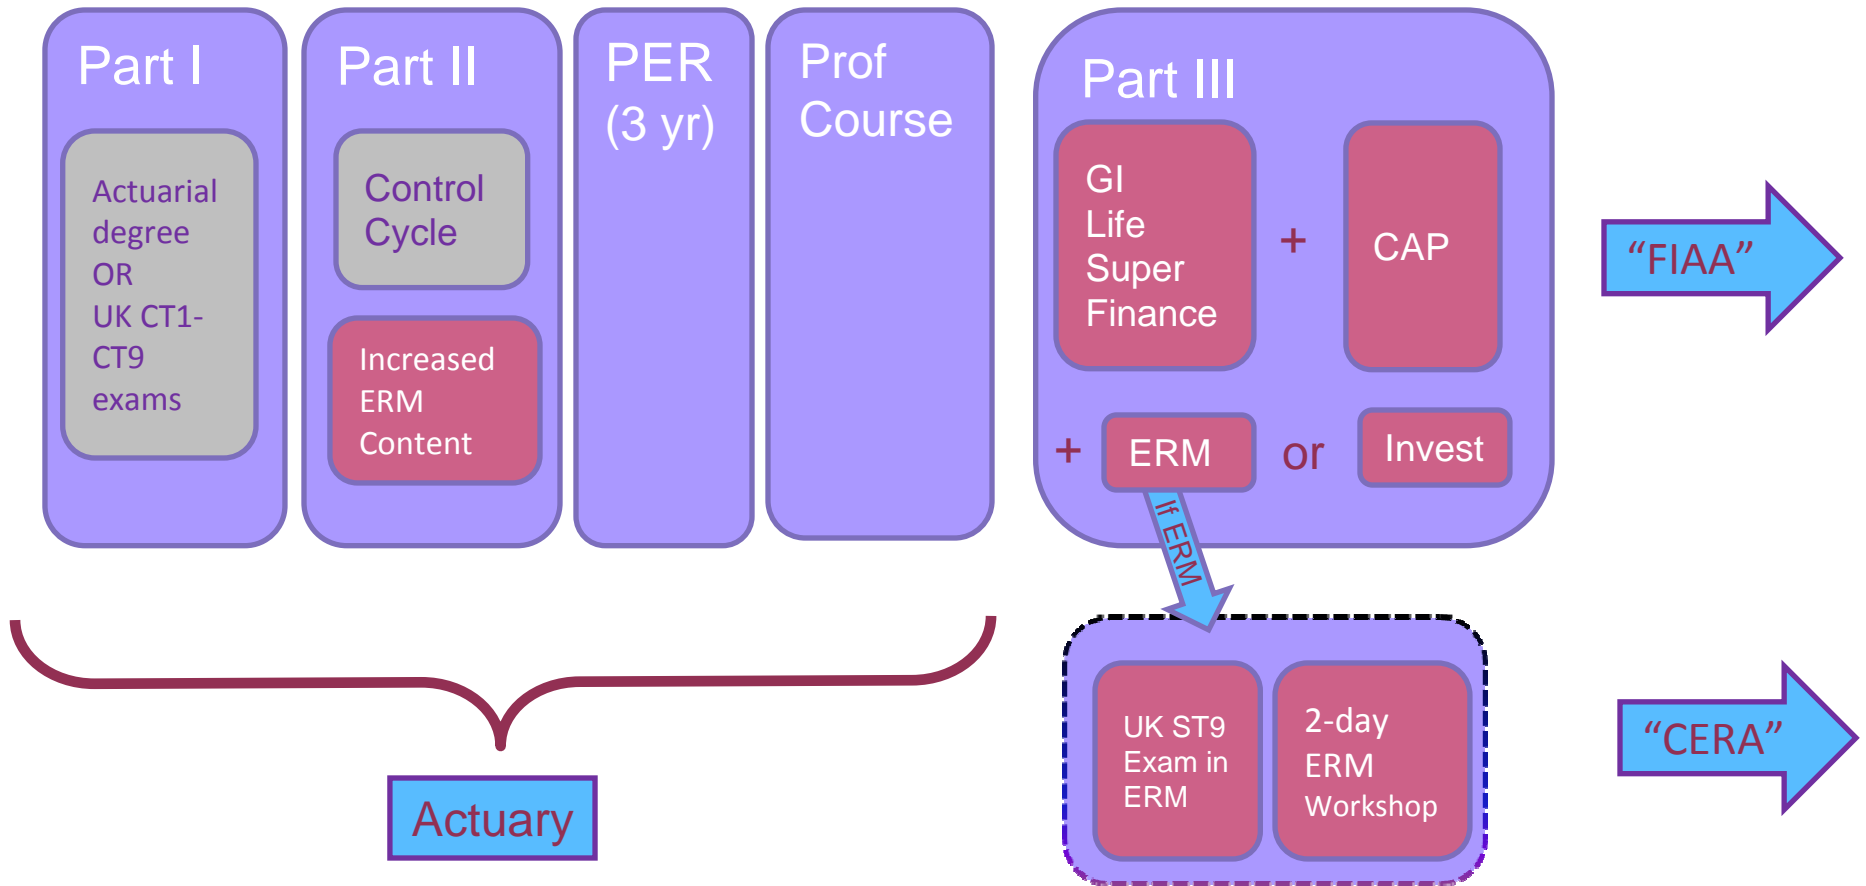 Part I
Actuarial
degree
OR
UK CT1-
CT9
exams
Part II
Control
Cycle
Increased
ERM
Content
PER
(3 yr)
Prof
Course
Part III
GI
Life
Super
Finance
+
CAP
+
ERM
or
Invest
If ERM
“FIAA”
UK ST9
Exam in
ERM
2-day
ERM
Workshop
“CERA”
Actuary